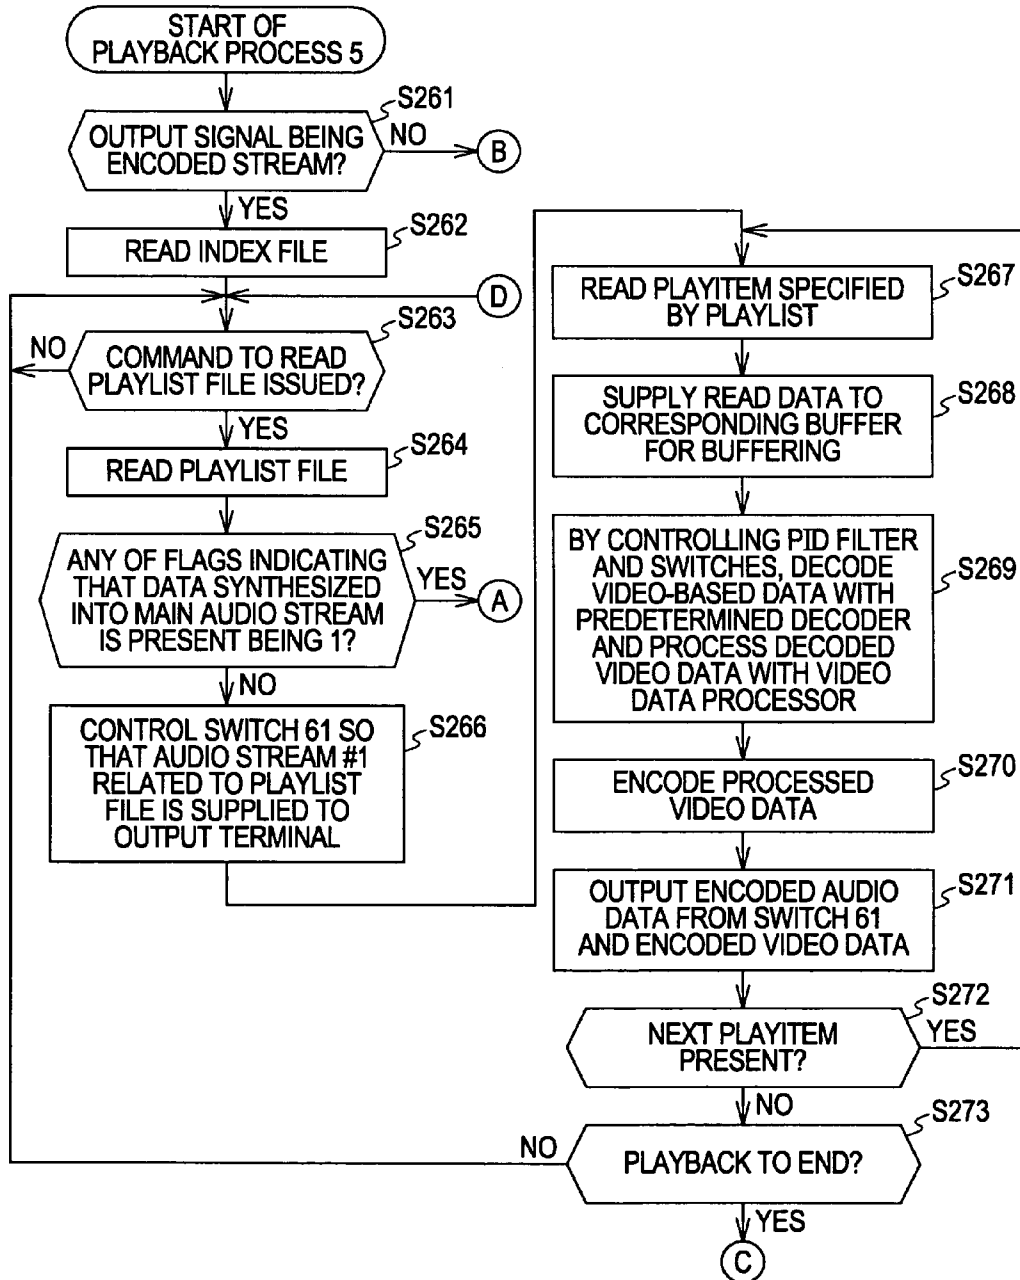 START OF
PLAYBACK PROCESS 5
S261
OUTPUT SIGNAL BEING
ENCODED STREAM?
NO
B
YES
S262
READ INDEX FILE
D
S263
NO
COMMAND TO READ
PLAYLIST FILE ISSUED?
YES
S264
READ PLAYLIST FILE
S265
ANY OF FLAGS INDICATING
THAT DATA SYNTHESIZED
INTO MAIN AUDIO STREAM
IS PRESENT BEING 1?
YES
A
NO
S266
CONTROL SWITCH 61 SO
THAT AUDIO STREAM #1
RELATED TO PLAYLIST
FILE IS SUPPLIED TO
OUTPUT TERMINAL
S267
READ PLAYITEM SPECIFIED
BY PLAYLIST
S268
SUPPLY READ DATA TO
CORRESPONDING BUFFER
FOR BUFFERING
S269
BY CONTROLLING PID FILTER
AND SWITCHES, DECODE
VIDEO-BASED DATA WITH
PREDETERMINED DECODER
AND PROCESS DECODED
VIDEO DATA WITH VIDEO
DATA PROCESSOR
S270
ENCODE PROCESSED
VIDEO DATA
S271
OUTPUT ENCODED AUDIO
DATA FROM SWITCH 61
AND ENCODED VIDEO DATA
S272
NEXT PLAYITEM
PRESENT?
YES
NO
S273
NO
PLAYBACK TO END?
YES
C